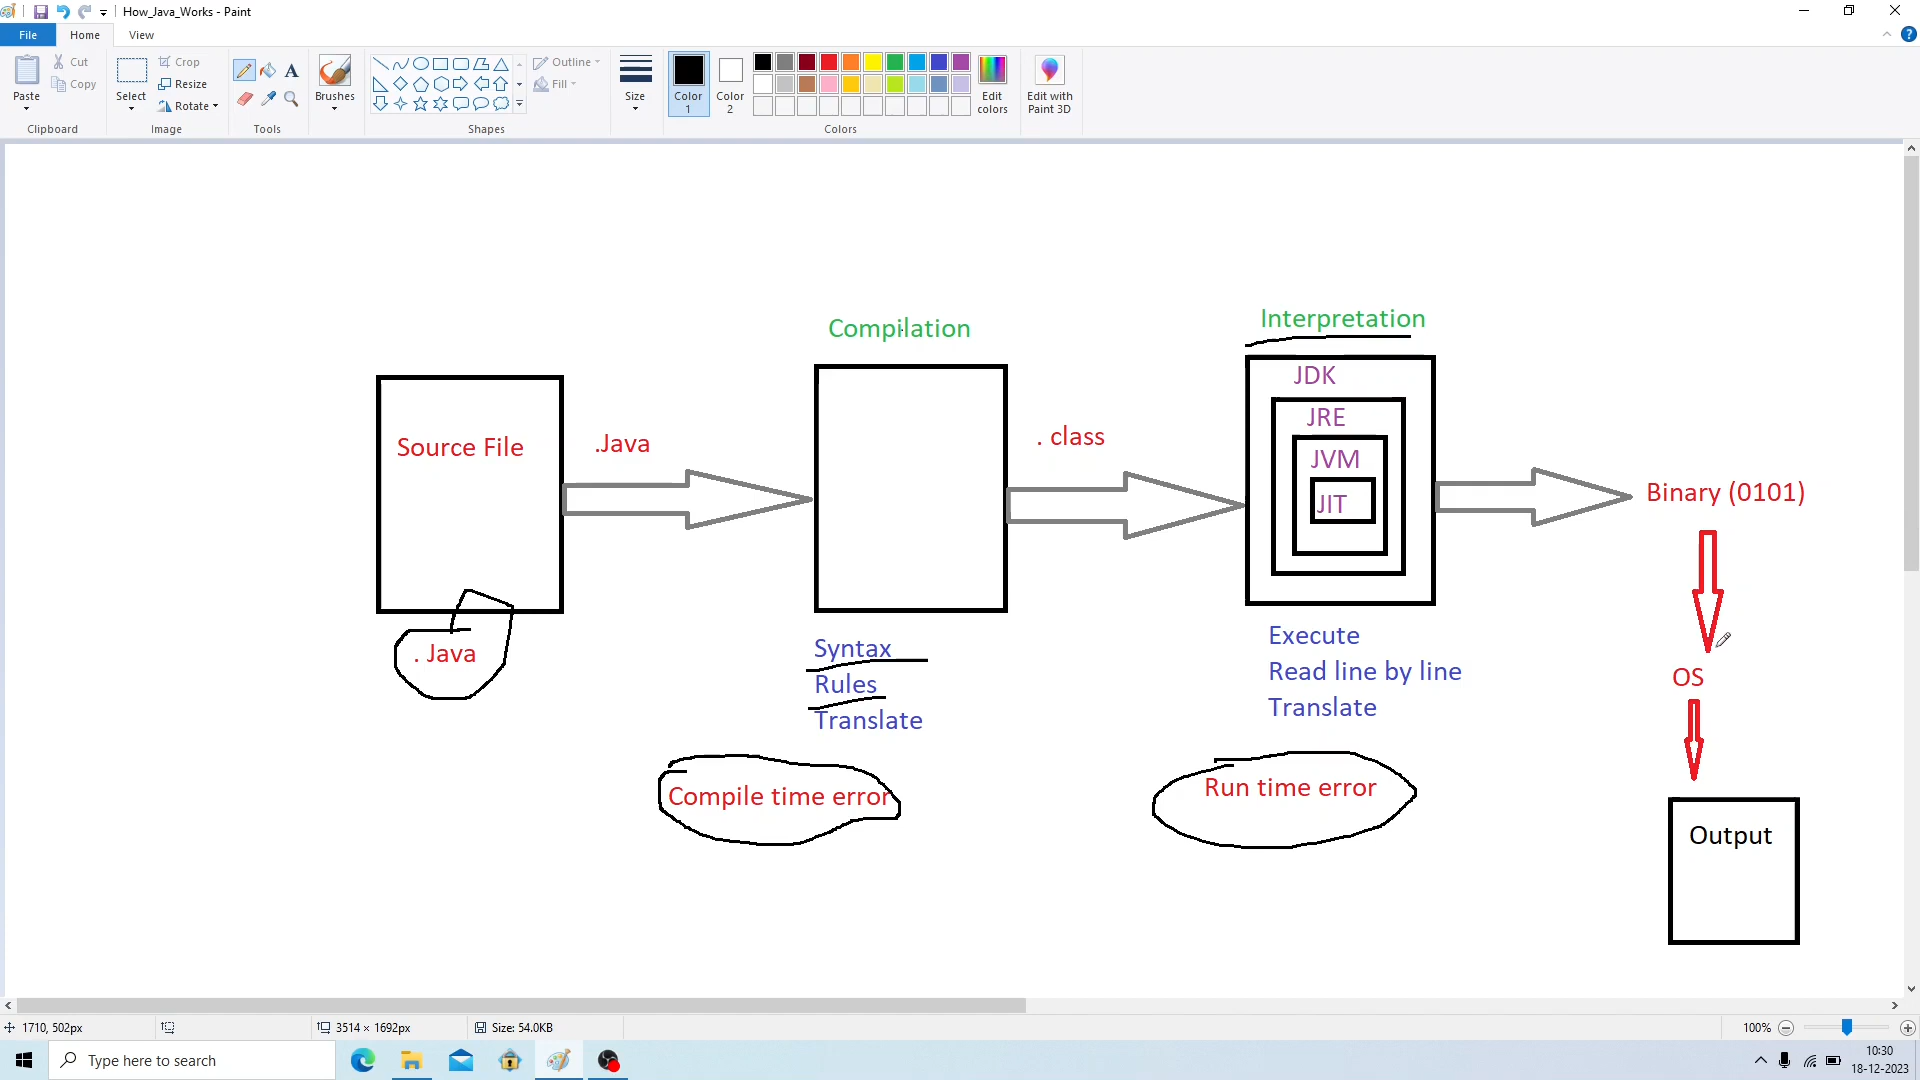 How_Java_Works - Paint
File
Home
View
Paste
Cut
Copy
Clipboard
Select
Crop
Resize
Rotate
Image
A
Tools
Brushes
Shapes
Outline
Fill
Size
Color
1
Color
2
Colors
Edit
colors
Edit with
Paint 3D
Compilation
Interpretation
Source File
.Java
. class
JDK
JRE
JVM
JIT
Binary (0101)
. Java
Syntax
Rules
Translate
Execute
Read line by line
Translate
OS
Compile time error
Run time error
Output
1710, 502px
3514 × 1692px
Size: 54.0KB
100%
Type here to search
10:30
18-12-2023